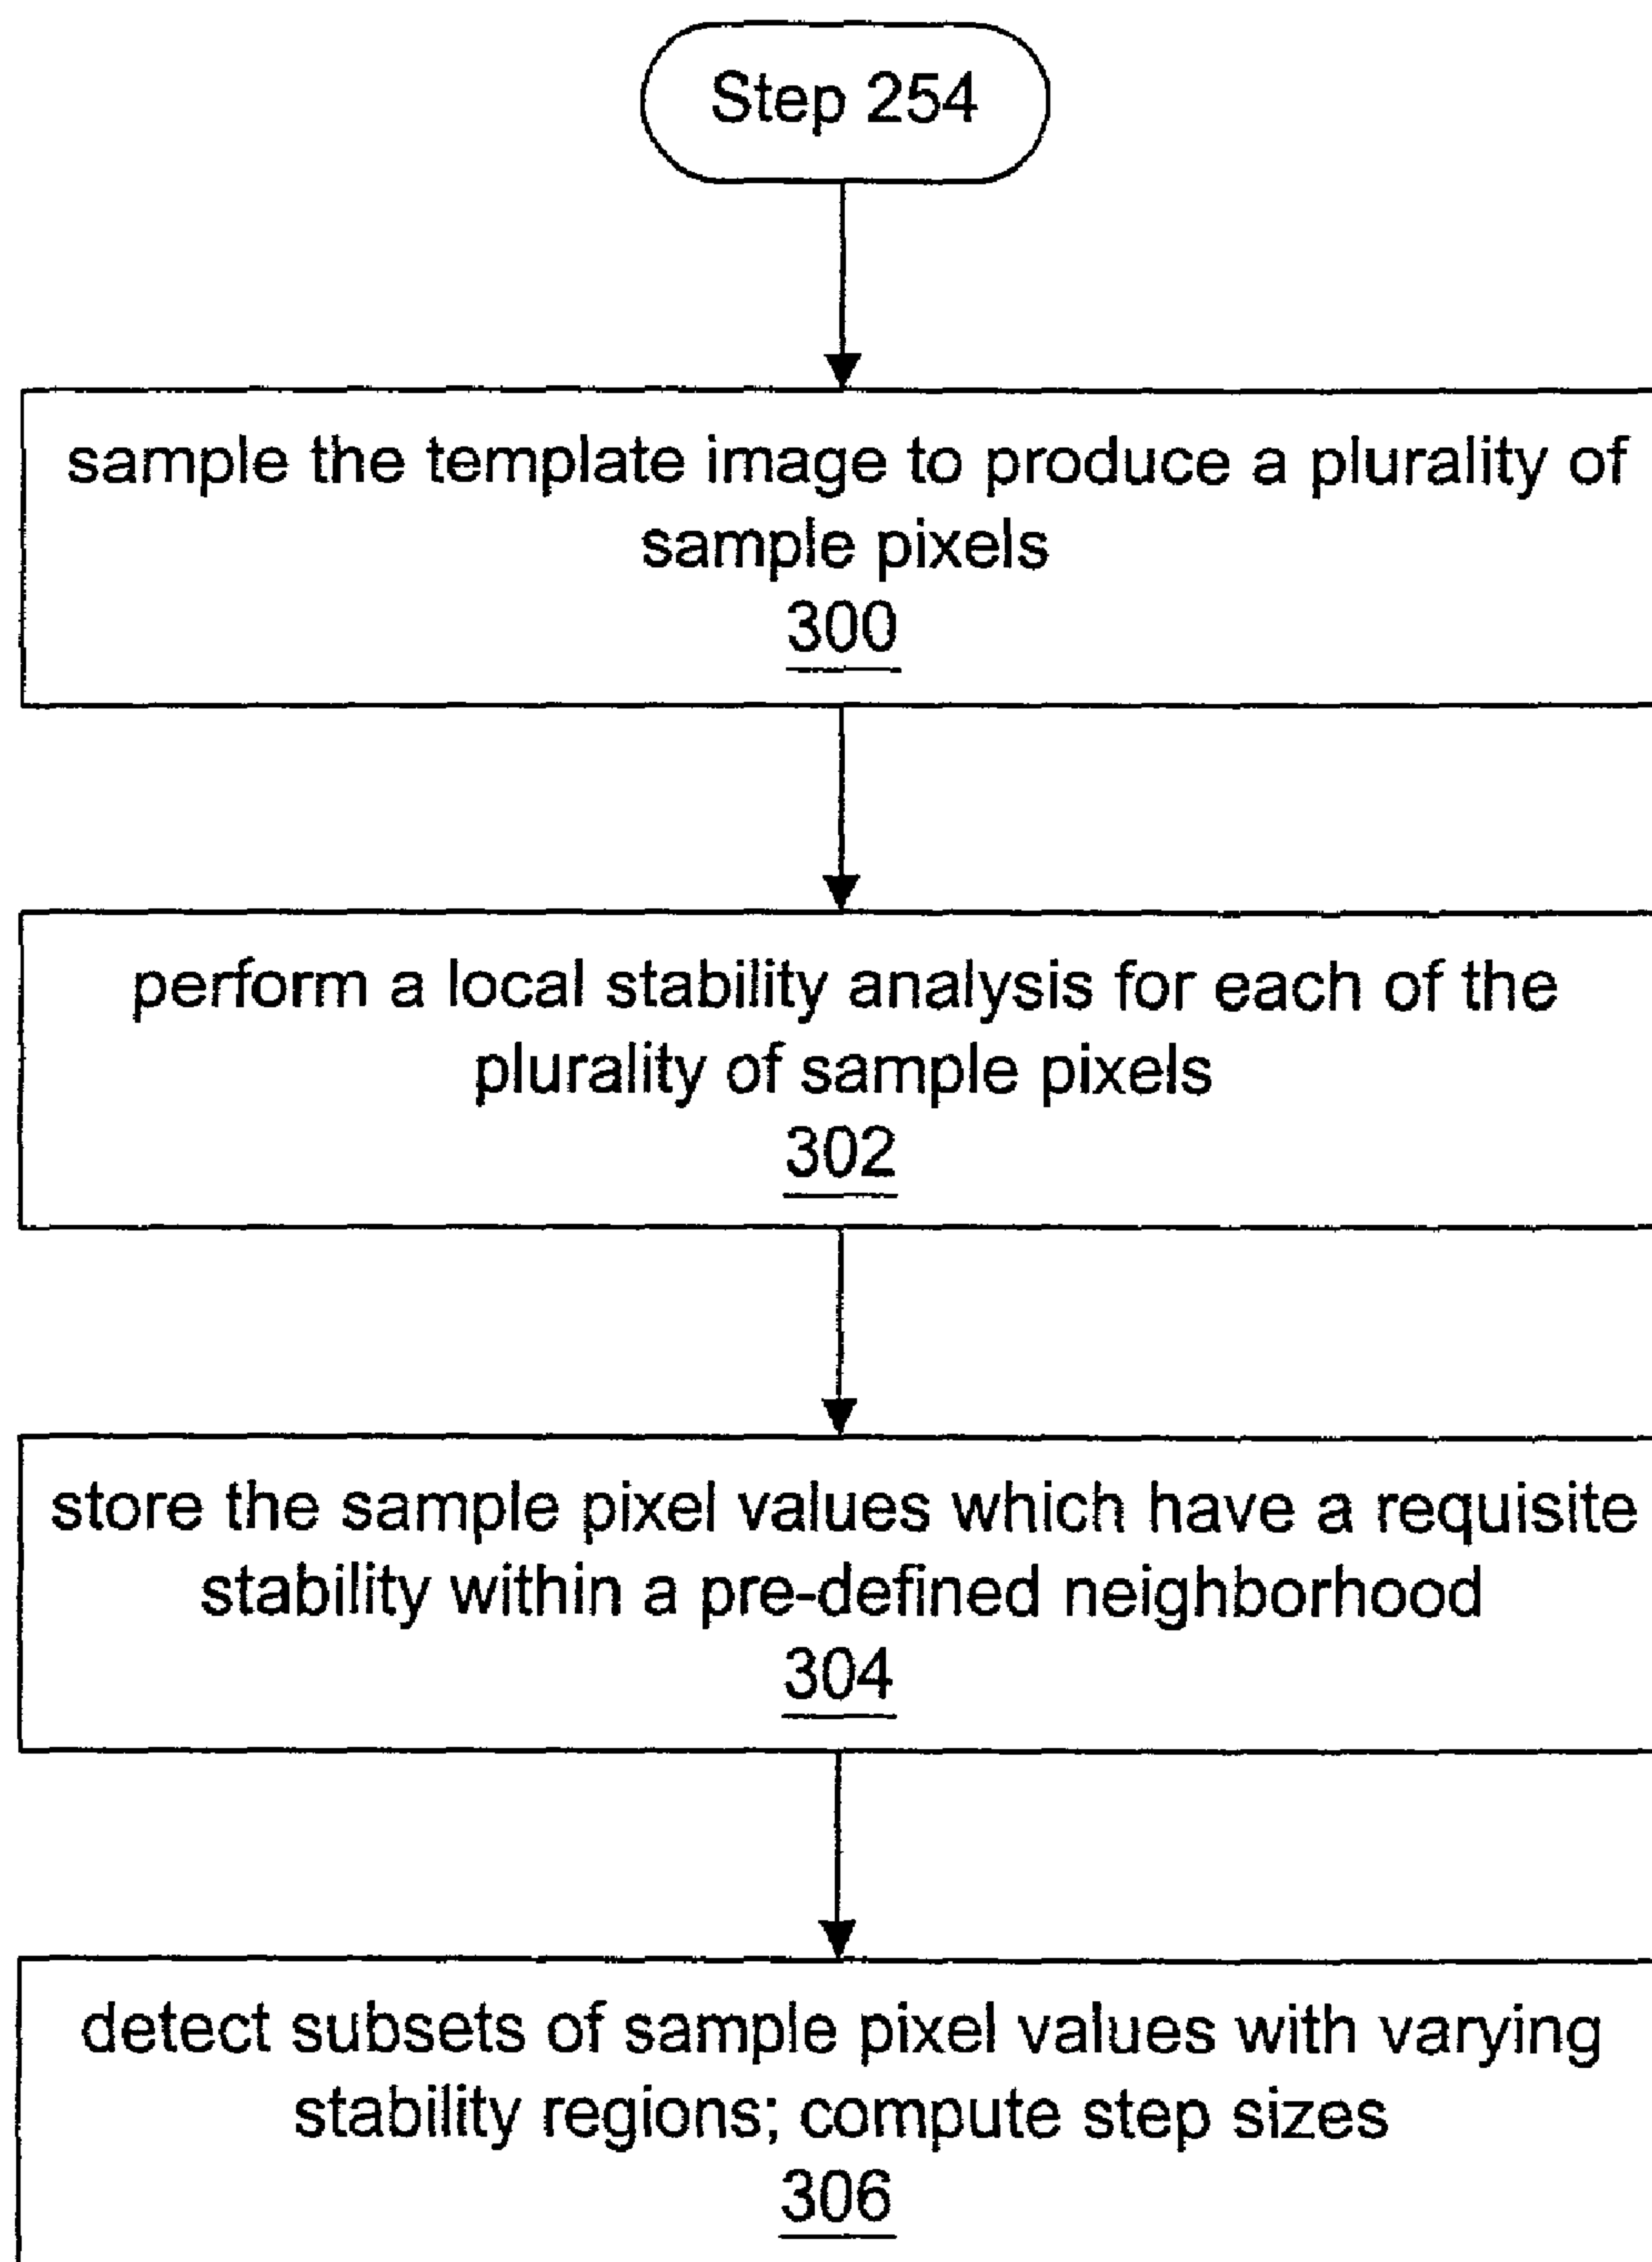 Step 254
sample the template image to produce a plurality of
sample pixels
300
perform a local stability analysis for each of the
plurality of sample pixels
302
store the sample pixel values which have a requisite
stability within a pre-defined neighborhood
304
detect subsets of sample pixel values with varying
stability regions; compute step sizes
306